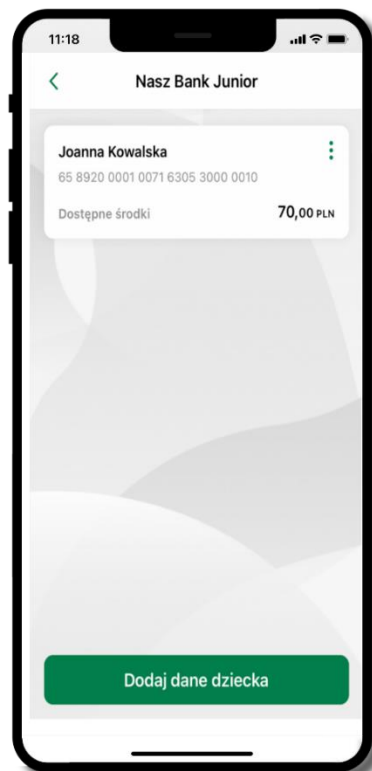 11:18
Nasz Bank Junior
Joanna Kowalska
65 8920 0001 0071 6305 3000 0010
Dostępne środki 70,00 PLN
Dodaj dane dziecka